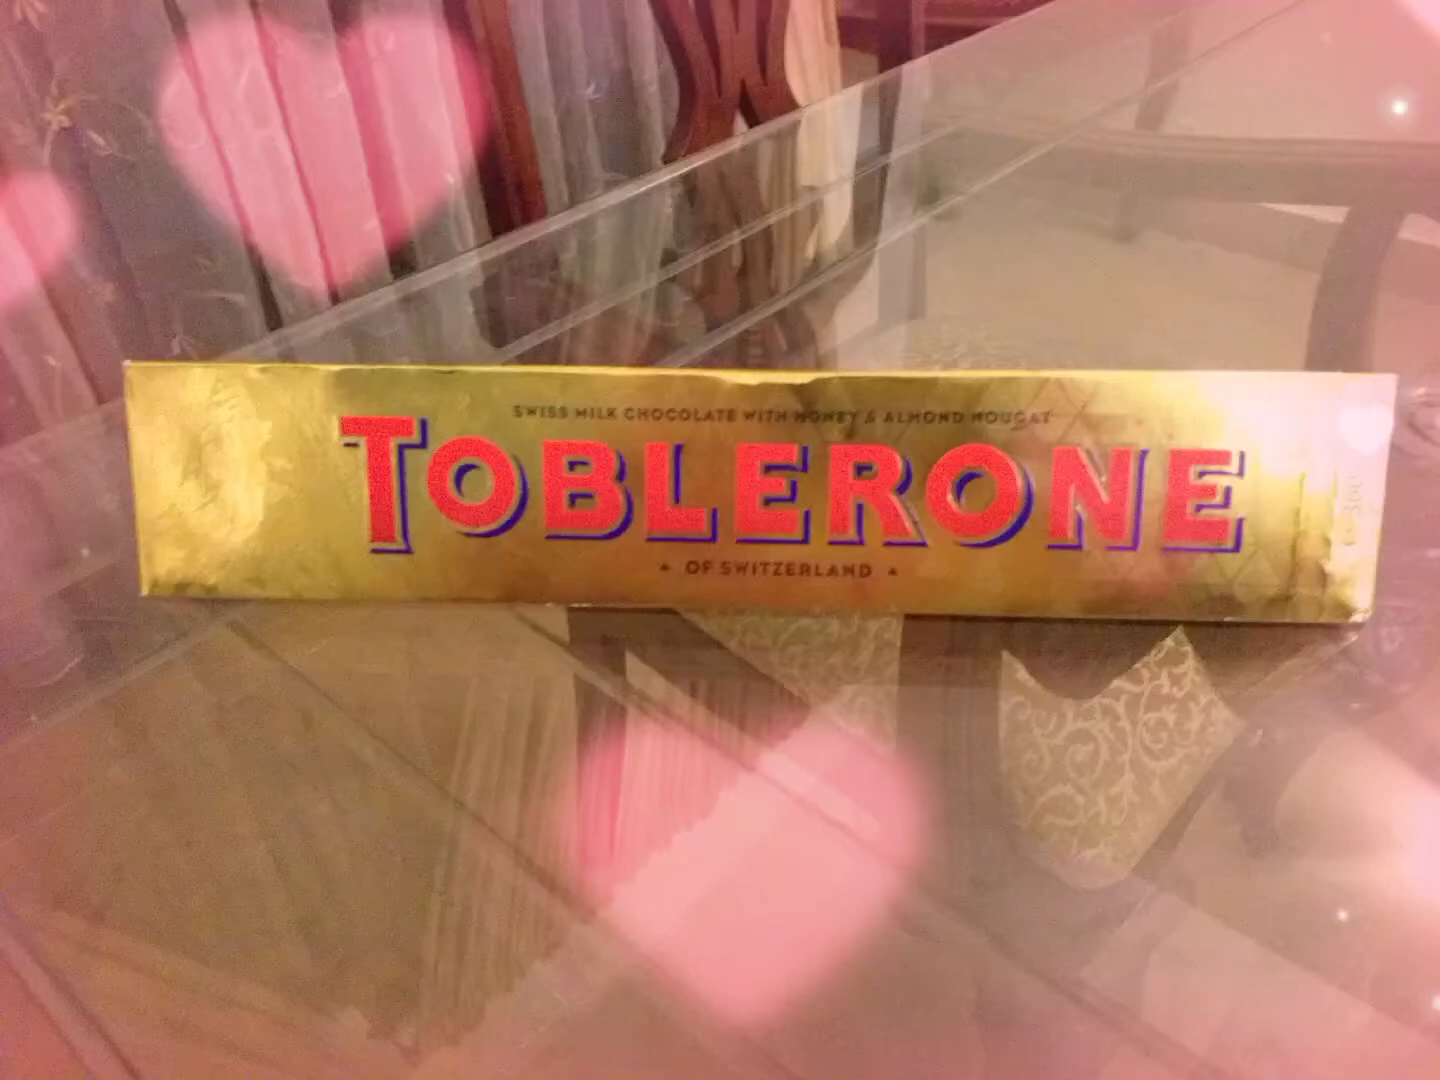 SWISS MILK CHOCOLATE WITH HONEY & ALMOND NOUGAT
TOBLERONE
OF SWITZERLAND